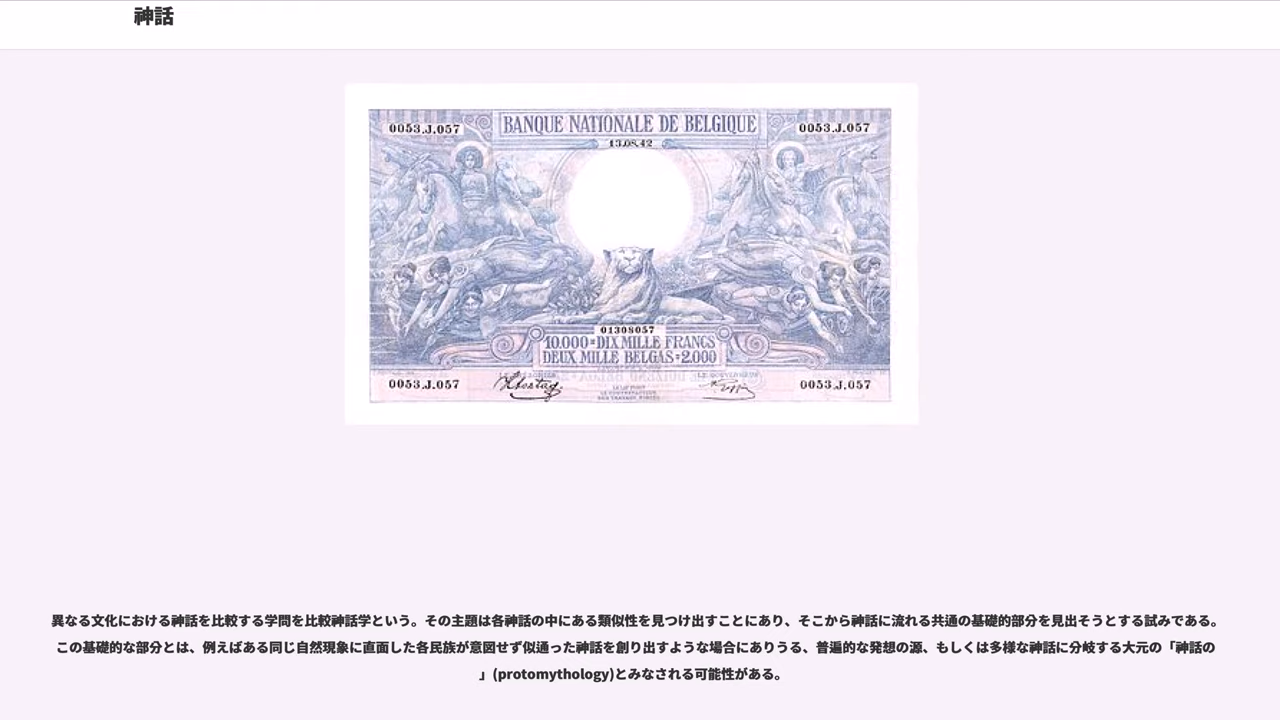 神話
0053.J.057
BANQUE NATIONALE DE BELGIQUE
0053.J.057
13.08.42
01308057
10.000=DIX MILLE FRANCS
DEUX MILLE BELGAS=2.000
0053.J.057
0053.J.057
異なる文化における神話を比較する学問を比較神話学という。その主題は各神話の中にある類似性を見つけ出すことにあり、そこから神話に流れる共通の基礎的部分を見出そうとする試みである。
この基礎的な部分とは、例えばある同じ自然現象に直面した各民族が意図せず似通った神話を創り出すような場合にありうる、普遍的な発想の源、もしくは多様な神話に分岐する大元の「神話の
」(protomythology)とみなされる可能性がある。